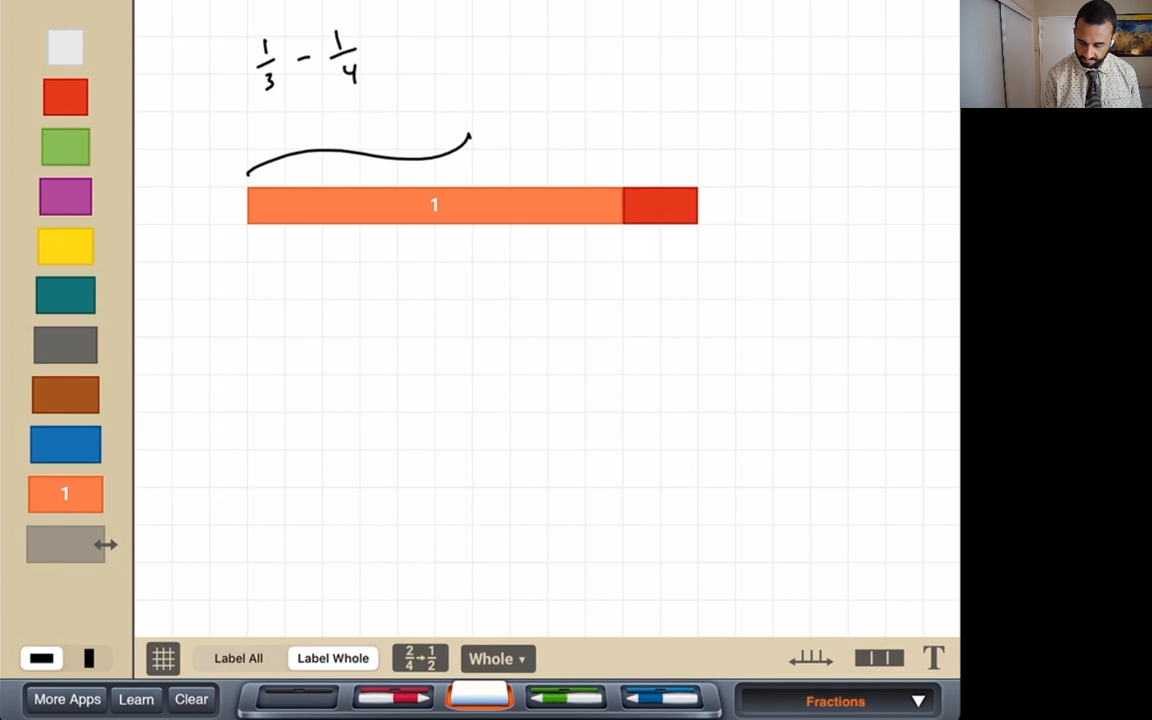 1/3 - 1/4
1
1
Label All
Label Whole
2/4→1/2
Whole ▾
T
More Apps
Learn
Clear
Fractions ▼